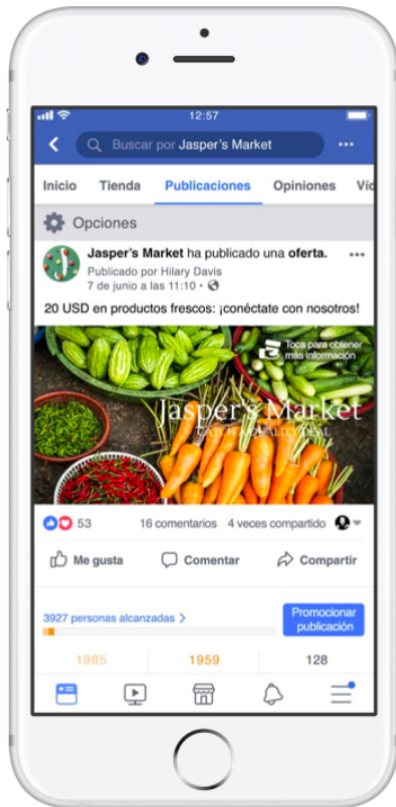 12:57
Buscar por Jasper's Market
Inicio Tienda Publicaciones Opiniones Víd
Opciones
Jasper's Market ha publicado una oferta.
Publicado por Hilary Davis
7 de junio a las 11:10 ·
20 USD en productos frescos: ¡conéctate con nosotros!
Toca para obtener
más información
Jasper's Market
53 16 comentarios 4 veces compartido
Me gusta Comentar Compartir
3927 personas alcanzadas >
Promocionar
publicación
1985 1959 128